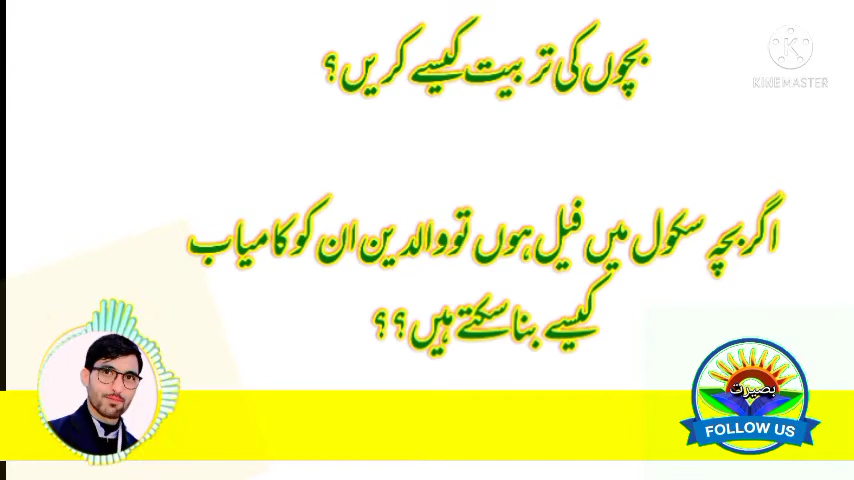 بچوں کی تربیت کیسے کریں؟
KINEMASTER
اگر بچہ سکول میں فیل ہوں تو والدین ان کو کامیاب
کیسے بنا سکتے ہیں؟؟
بصیرت
FOLLOW US